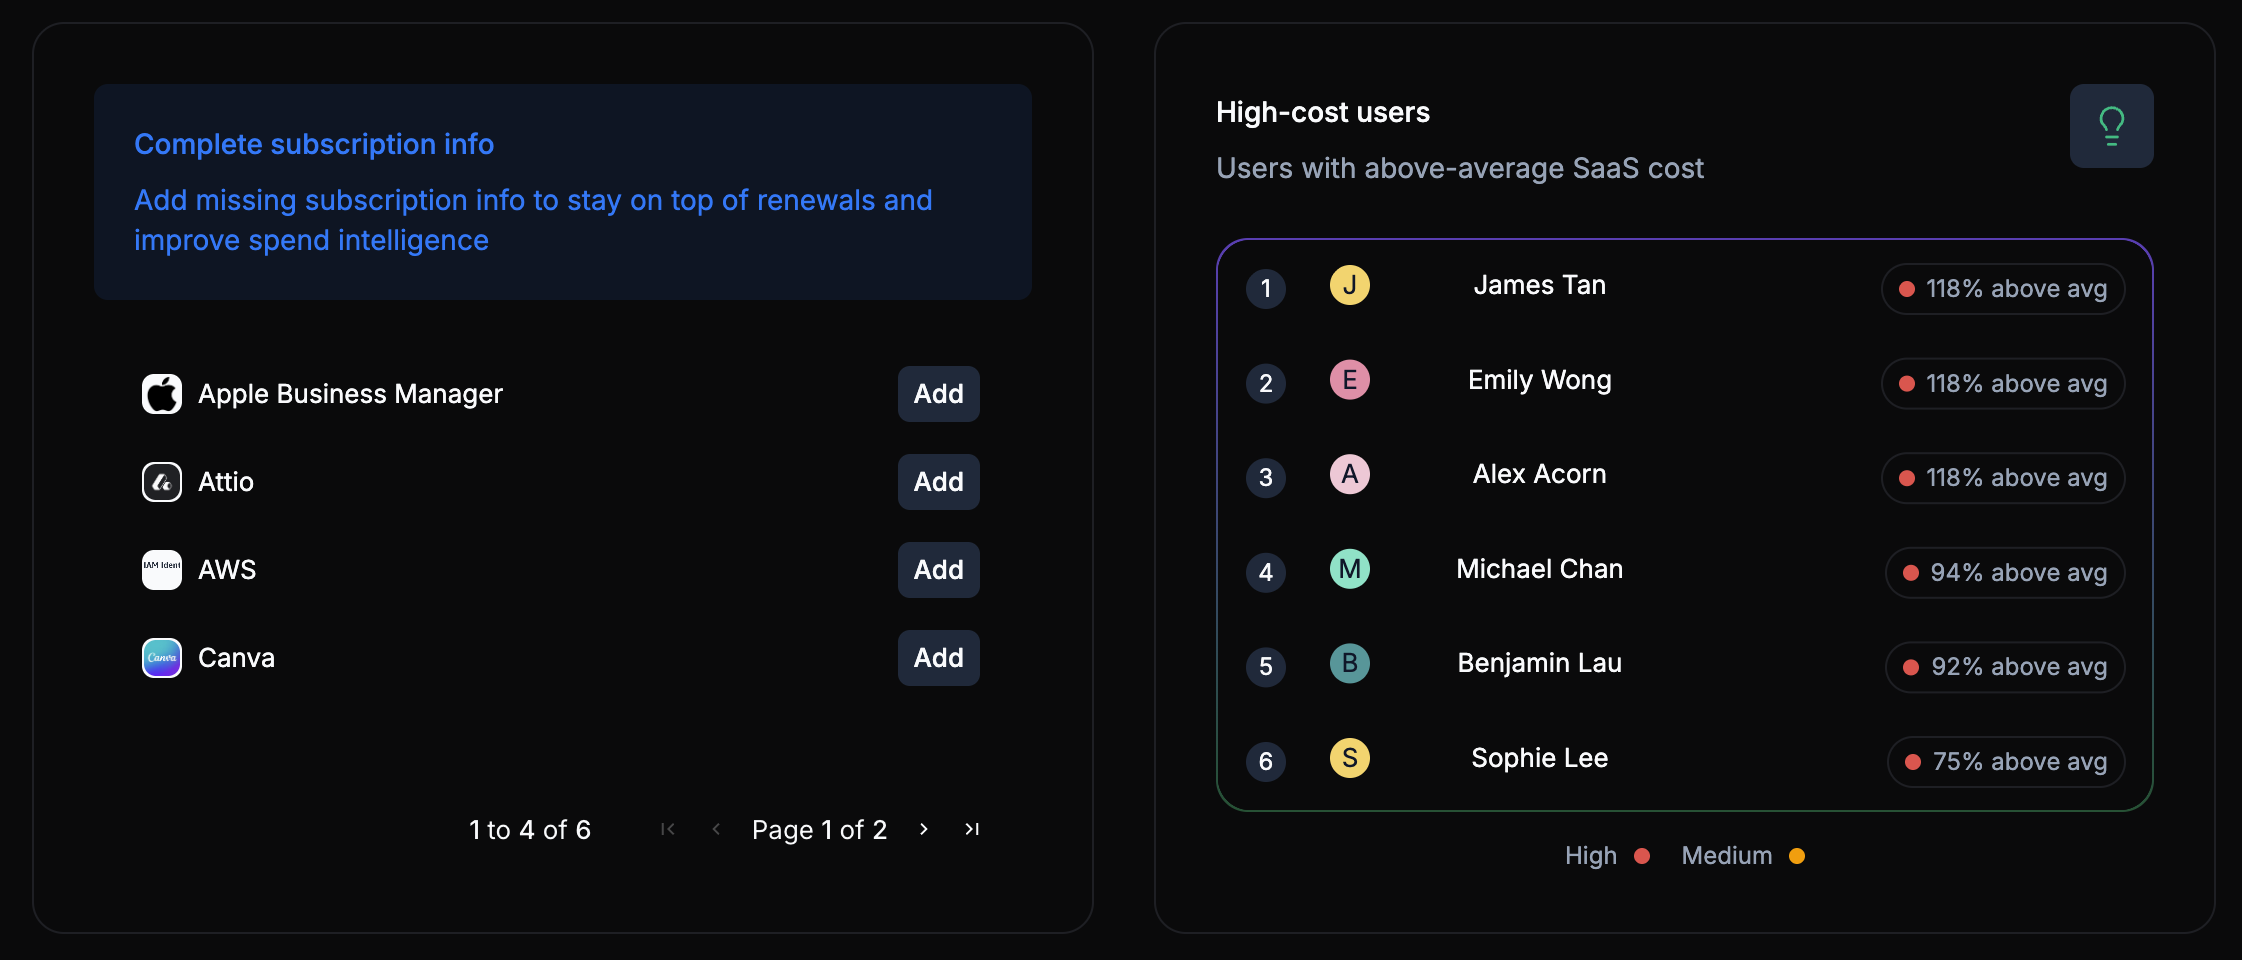 Complete subscription info
Add missing subscription info to stay on top of renewals and
improve spend intelligence
Apple Business Manager Add
Attio Add
IAM Ident AWS Add
Canva Canva Add
1 to 4 of 6 Page 1 of 2
High-cost users
Users with above-average SaaS cost
1 J James Tan 118% above avg
2 E Emily Wong 118% above avg
3 A Alex Acorn 118% above avg
4 M Michael Chan 94% above avg
5 B Benjamin Lau 92% above avg
6 S Sophie Lee 75% above avg
High Medium